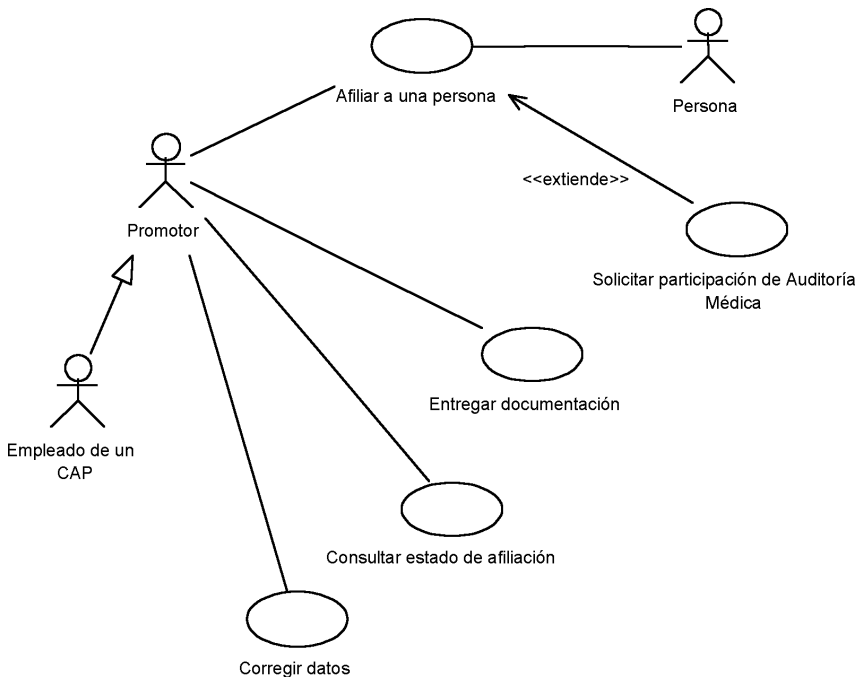 Afiliar a una persona
Persona
<<extiende>>
Promotor
Solicitar participación de Auditoría
Médica
Entregar documentación
Empleado de un
CAP
Consultar estado de afiliación
Corregir datos